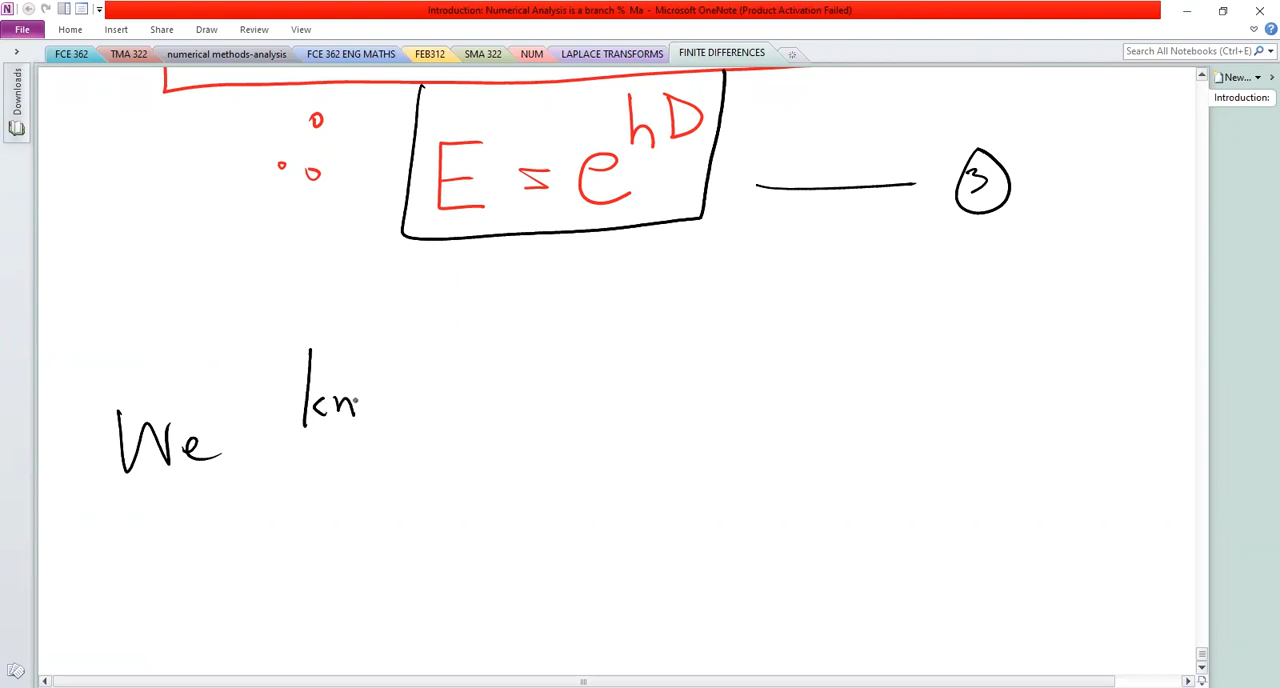 Introduction: Numerical Analysis is a branch % Ma - Microsoft OneNote (Product Activation Failed)
File Home Insert Share Draw Review View
FCE 362 TMA 322 numerical methods-analysis FCE 362 ENG MATHS FEB312 SMA 322 NUM LAPLACE TRANSFORMS FINITE DIFFERENCES
Search All Notebooks (Ctrl+E)
New...
Introduction:
Downloads
∴ E = e^{hD} 3
We kn